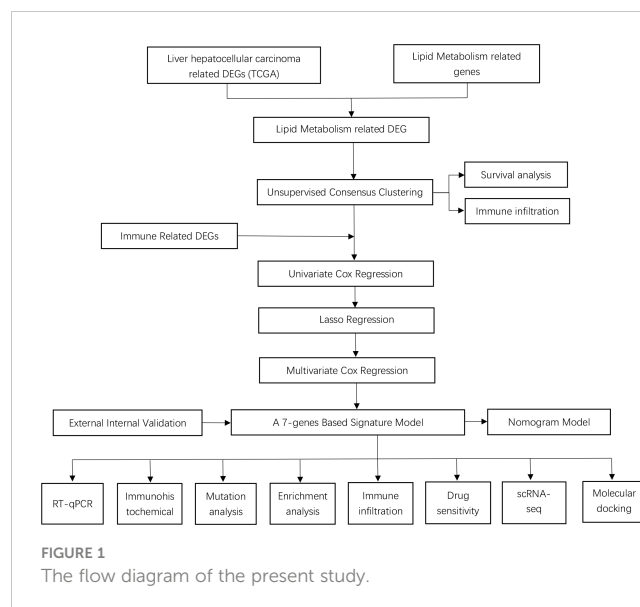 Liver hepatocellular carcinoma
related DEGs (TCGA)
Lipid Metabolism related
genes
Lipid Metabolism related DEG
Unsupervised Consensus Clustering
Survival analysis
Immune infiltration
Immune Related DEGs
Univariate Cox Regression
Lasso Regression
Multivariate Cox Regression
External Internal Validation
A 7-genes Based Signature Model
Nomogram Model
RT-qPCR
Immunohis
tochemical
Mutation
analysis
Enrichment
analysis
Immune
infiltration
Drug
sensitivity
scRNA-
seq
Molecular
docking
FIGURE 1
The flow diagram of the present study.